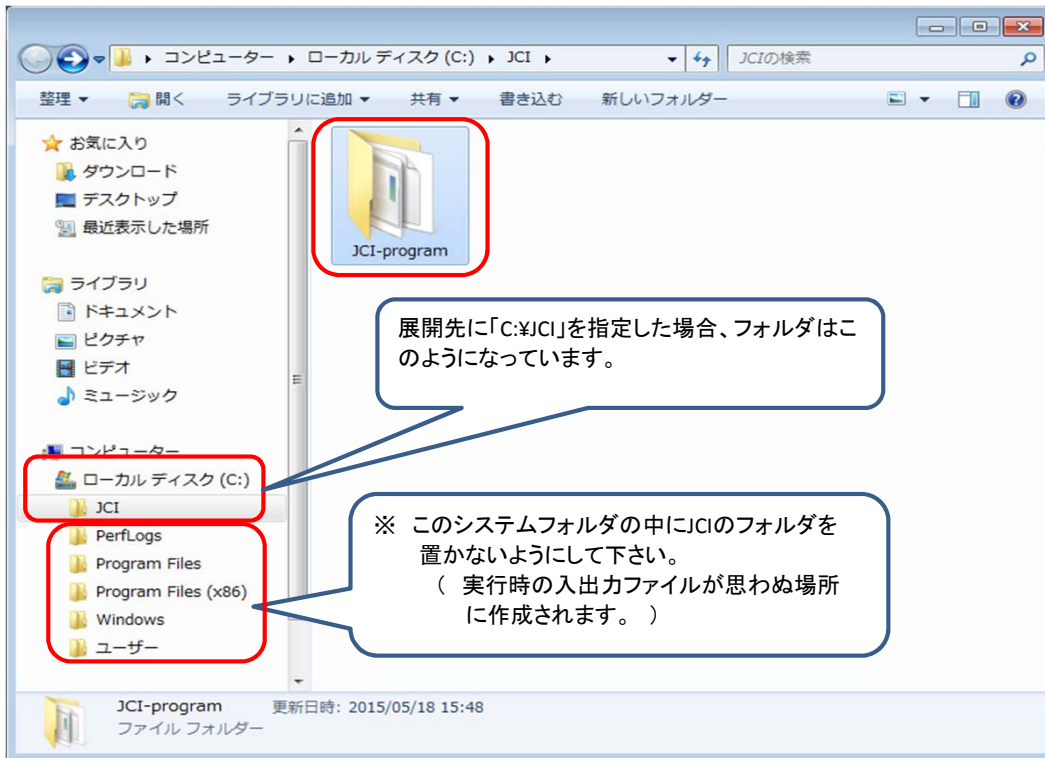 コンピューター ▸ ローカル ディスク (C:) ▸ JCI ▸
JCIの検索
整理 開く ライブラリに追加 共有 書き込む 新しいフォルダー
お気に入り
ダウンロード
デスクトップ
最近表示した場所
JCI-program
ライブラリ
ドキュメント
ピクチャ
ビデオ
ミュージック
展開先に「C:¥JCI」を指定した場合、フォルダはこ
のようになっています。
コンピューター
ローカル ディスク (C:)
JCI
PerfLogs
Program Files
Program Files (x86)
Windows
ユーザー
※ このシステムフォルダの中にJCIのフォルダを
置かないようにして下さい。
( 実行時の入出力ファイルが思わぬ場所
に作成されます。 )
JCI-program 更新日時: 2015/05/18 15:48
ファイル フォルダー